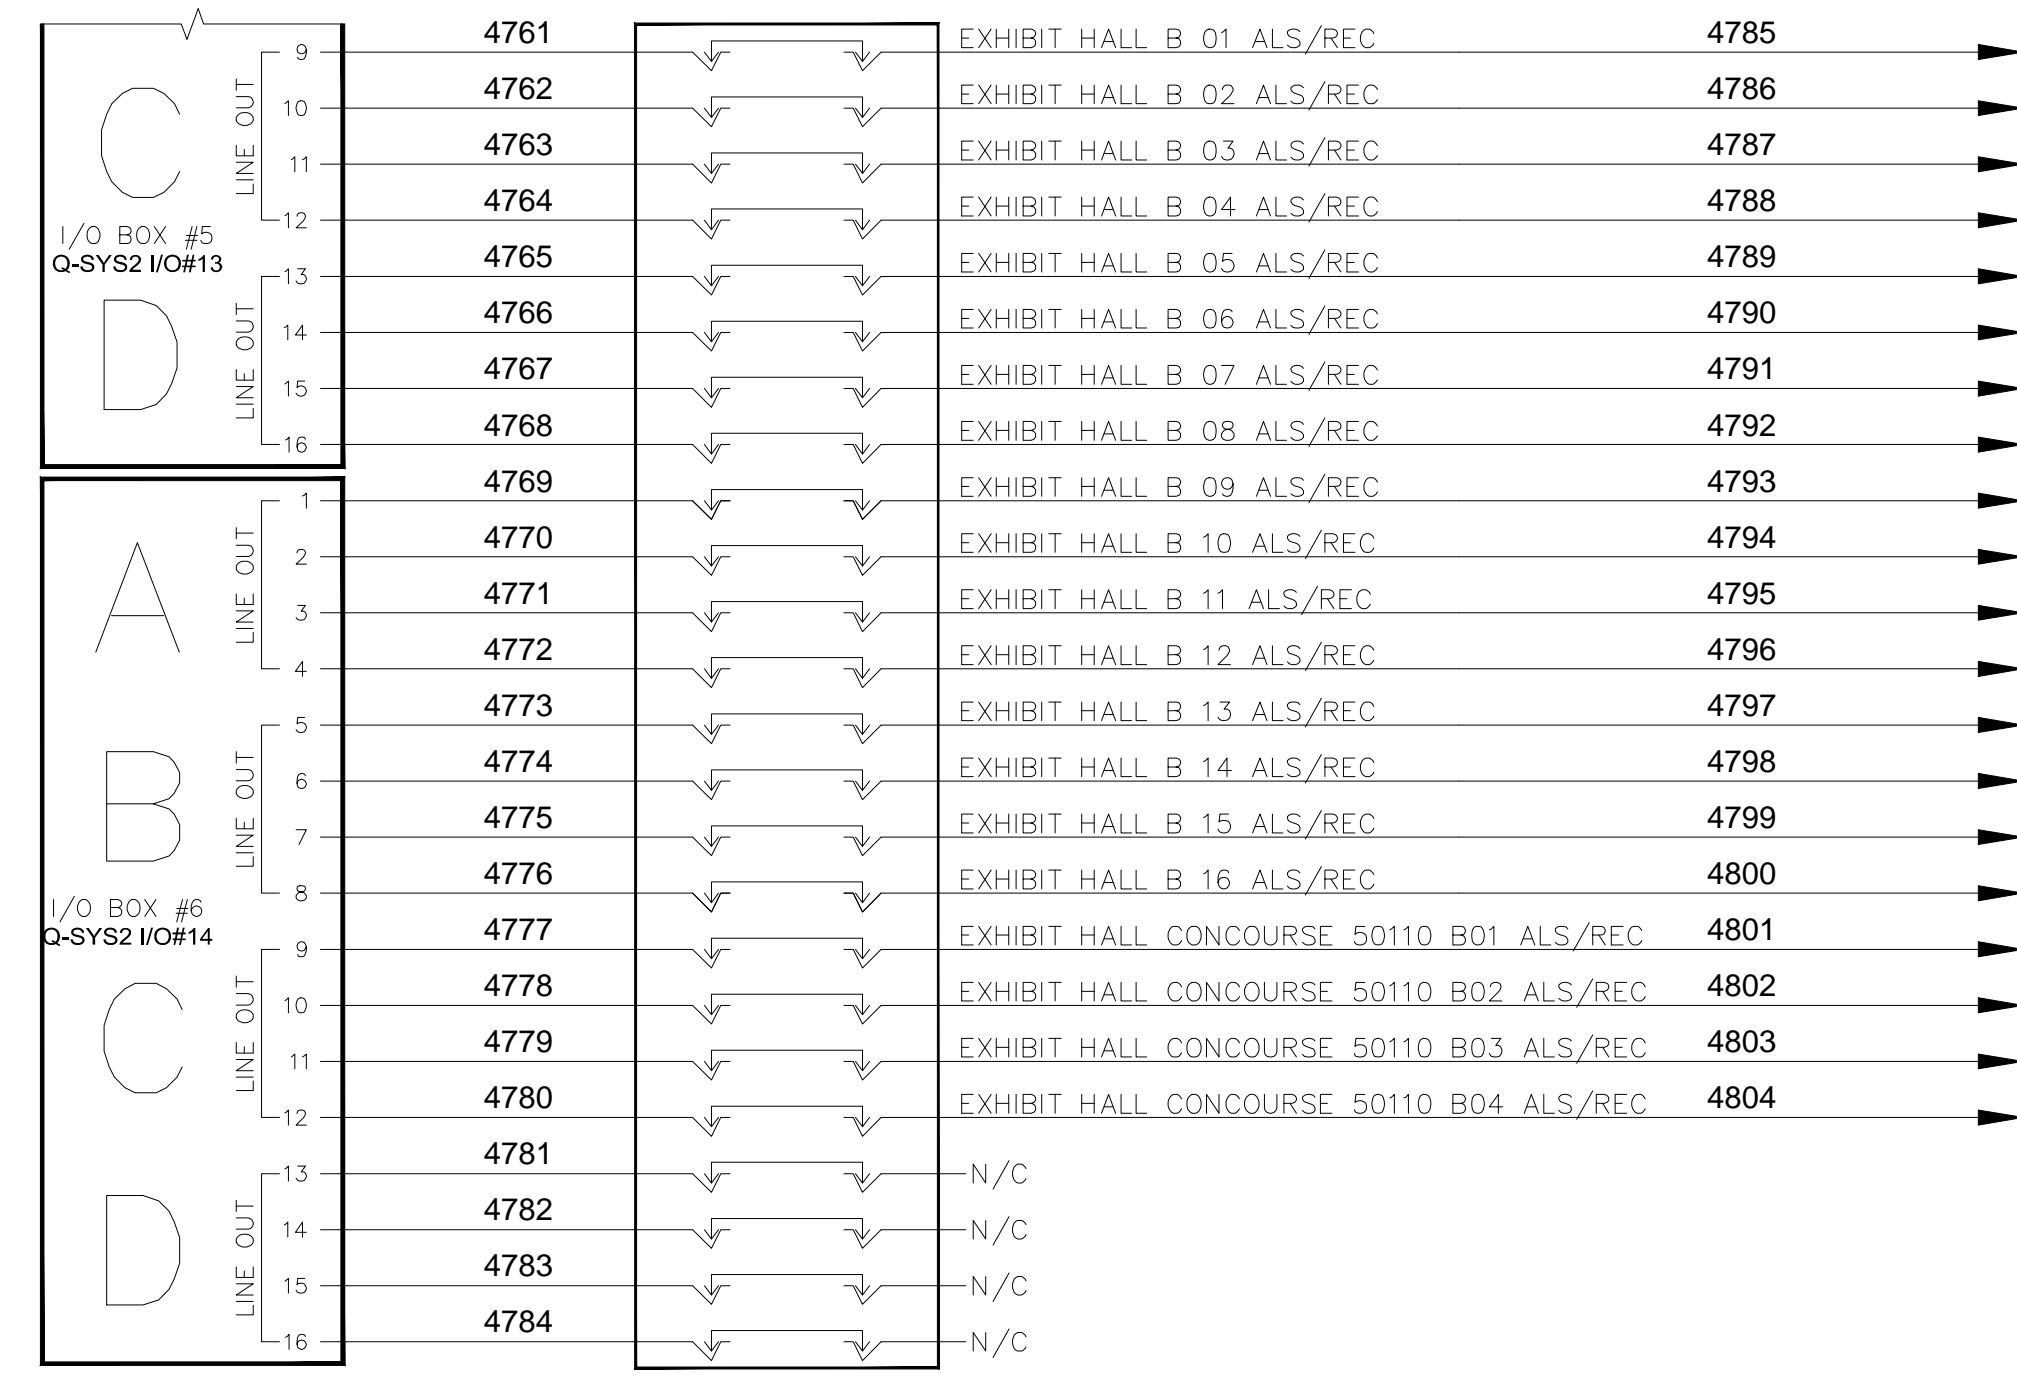 C
I/O BOX #5
Q-SYS2 I/O#13
D
LINE OUT
9 4761 EXHIBIT HALL B 01 ALS/REC 4785
10 4762 EXHIBIT HALL B 02 ALS/REC 4786
11 4763 EXHIBIT HALL B 03 ALS/REC 4787
12 4764 EXHIBIT HALL B 04 ALS/REC 4788
LINE OUT
13 4765 EXHIBIT HALL B 05 ALS/REC 4789
14 4766 EXHIBIT HALL B 06 ALS/REC 4790
15 4767 EXHIBIT HALL B 07 ALS/REC 4791
16 4768 EXHIBIT HALL B 08 ALS/REC 4792
A
B
I/O BOX #6
Q-SYS2 I/O#14
C
D
LINE OUT
1 4769 EXHIBIT HALL B 09 ALS/REC 4793
2 4770 EXHIBIT HALL B 10 ALS/REC 4794
3 4771 EXHIBIT HALL B 11 ALS/REC 4795
4 4772 EXHIBIT HALL B 12 ALS/REC 4796
LINE OUT
5 4773 EXHIBIT HALL B 13 ALS/REC 4797
6 4774 EXHIBIT HALL B 14 ALS/REC 4798
7 4775 EXHIBIT HALL B 15 ALS/REC 4799
8 4776 EXHIBIT HALL B 16 ALS/REC 4800
LINE OUT
9 4777 EXHIBIT HALL CONCOURSE 50110 B01 ALS/REC 4801
10 4778 EXHIBIT HALL CONCOURSE 50110 B02 ALS/REC 4802
11 4779 EXHIBIT HALL CONCOURSE 50110 B03 ALS/REC 4803
12 4780 EXHIBIT HALL CONCOURSE 50110 B04 ALS/REC 4804
LINE OUT
13 4781 N/C
14 4782 N/C
15 4783 N/C
16 4784 N/C